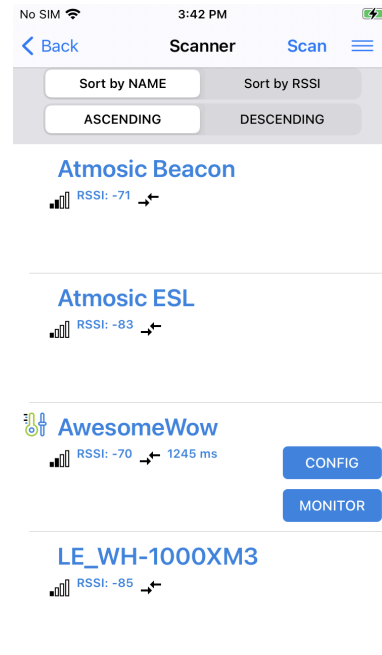 No SIM 3:42 PM
Back Scanner Scan
Sort by NAME Sort by RSSI
ASCENDING DESCENDING
Atmosic Beacon
RSSI: -71
Atmosic ESL
RSSI: -83
AwesomeWow
RSSI: -70 1245 ms
CONFIG
MONITOR
LE_WH-1000XM3
RSSI: -85